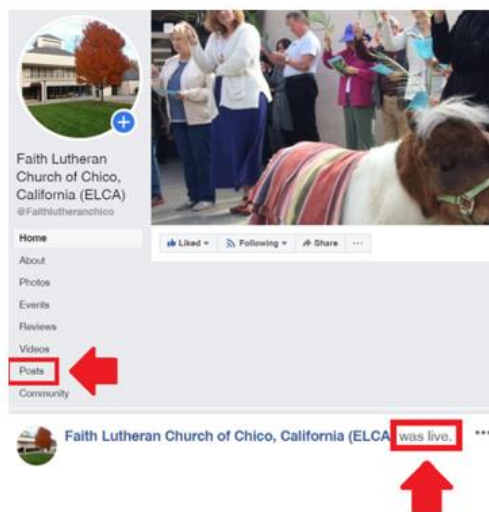 Faith Lutheran
Church of Chico,
California (ELCA)
@Faithlutheranchico
Home
About
Photos
Events
Reviews
Videos
Posts
Community
Liked
Following
Share
Faith Lutheran Church of Chico, California (ELCA was live.